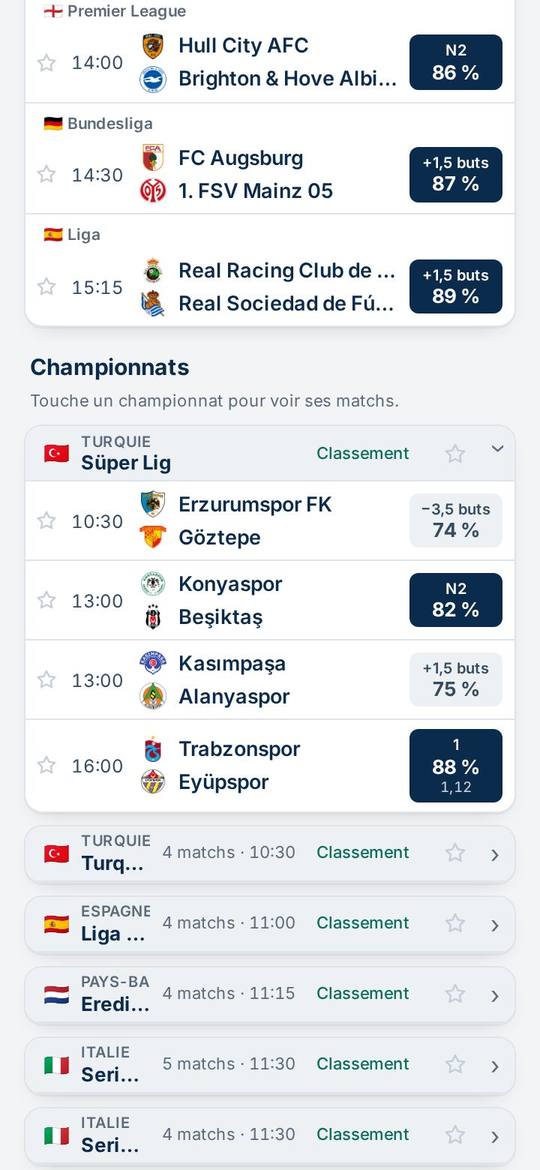 Premier League
14:00
Hull City AFC
Brighton & Hove Albi...
N2
86 %
Bundesliga
14:30
FC Augsburg
1. FSV Mainz 05
+1,5 buts
87 %
Liga
15:15
Real Racing Club de ...
Real Sociedad de Fú...
+1,5 buts
89 %
Championnats
Touche un championnat pour voir ses matchs.
TURQUIE
Süper Lig
Classement
10:30
Erzurumspor FK
Göztepe
−3,5 buts
74 %
13:00
Konyaspor
Beşiktaş
N2
82 %
13:00
Kasımpaşa
Alanyaspor
+1,5 buts
75 %
16:00
Trabzonspor
Eyüpspor
1
88 %
1,12
TURQUIE
Turq...
4 matchs · 10:30
Classement
ESPAGNE
Liga ...
4 matchs · 11:00
Classement
PAYS-BA
Eredi...
4 matchs · 11:15
Classement
ITALIE
Seri...
5 matchs · 11:30
Classement
ITALIE
Seri...
4 matchs · 11:30
Classement